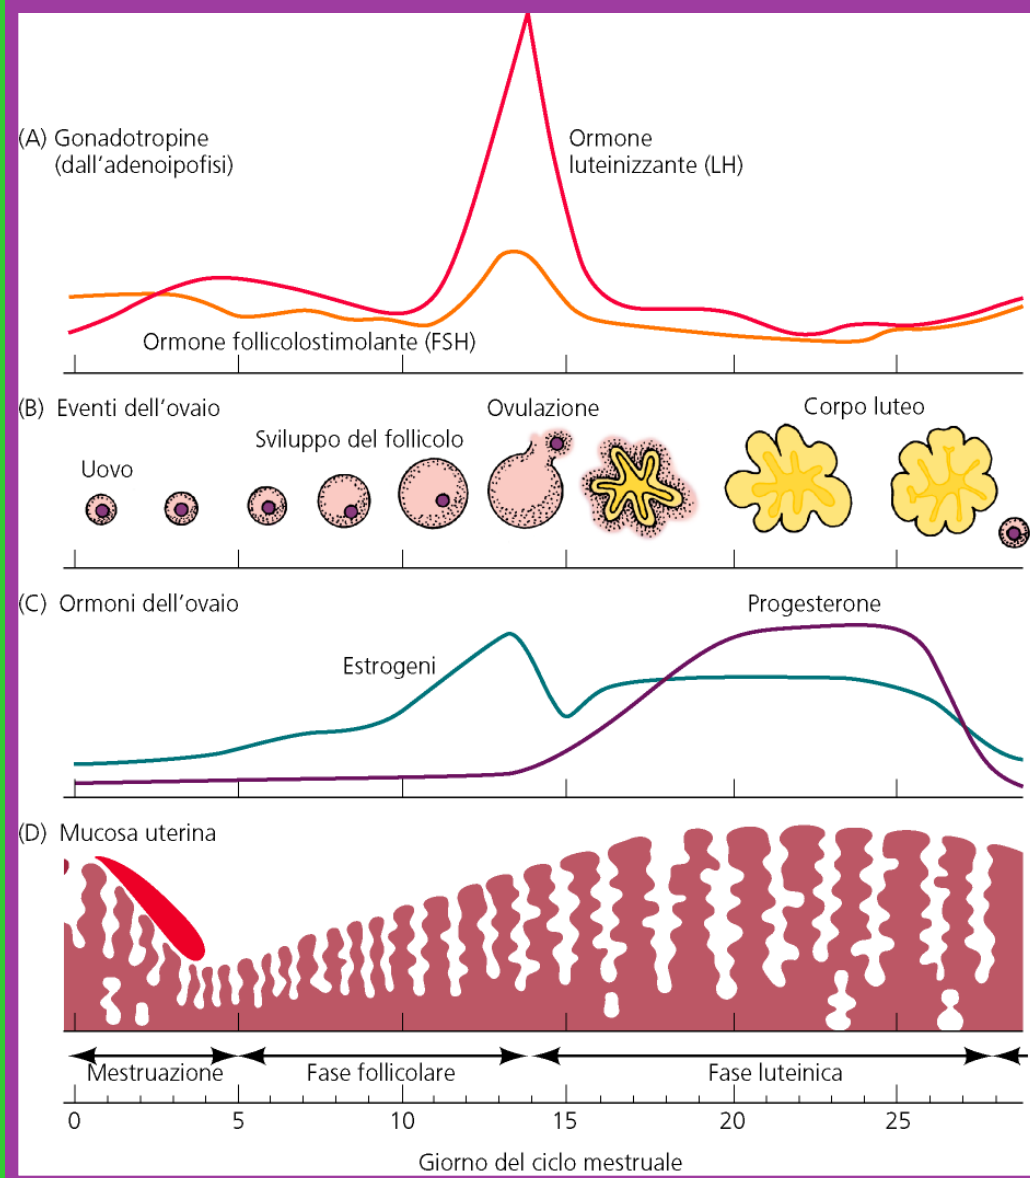 (A) Gonadotropine
(dall'adenoipofisi)
Ormone
luteinizzante (LH)
Ormone follicolostimolante (FSH)
(B) Eventi dell'ovaio
Ovulazione
Corpo luteo
Sviluppo del follicolo
Uovo
(C) Ormoni dell'ovaio
Progesterone
Estrogeni
(D) Mucosa uterina
Mestruazione
Fase follicolare
Fase luteinica
0 5 10 15 20 25
Giorno del ciclo mestruale